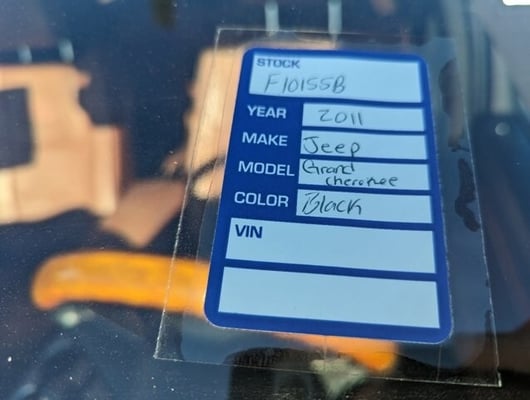 STOCK
F10155B
YEAR 2011
MAKE Jeep
MODEL Grand
cherokee
COLOR Black
VIN